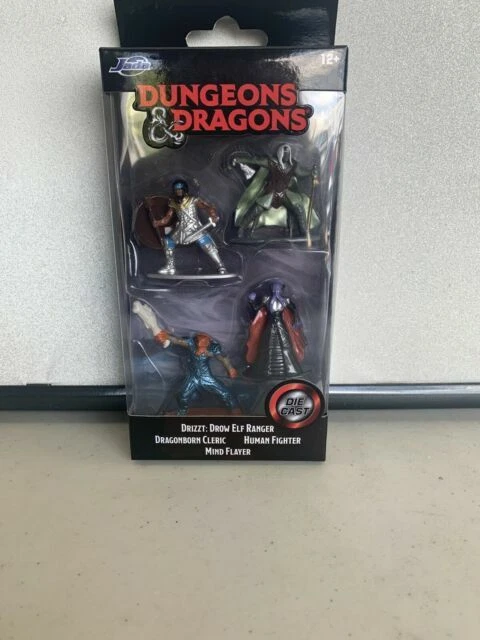 Jada
12+
DUNGEONS
& DRAGONS
DIE
CAST
DRIZZT: DROW ELF RANGER
DRAGONBORN CLERIC HUMAN FIGHTER
MIND FLAYER